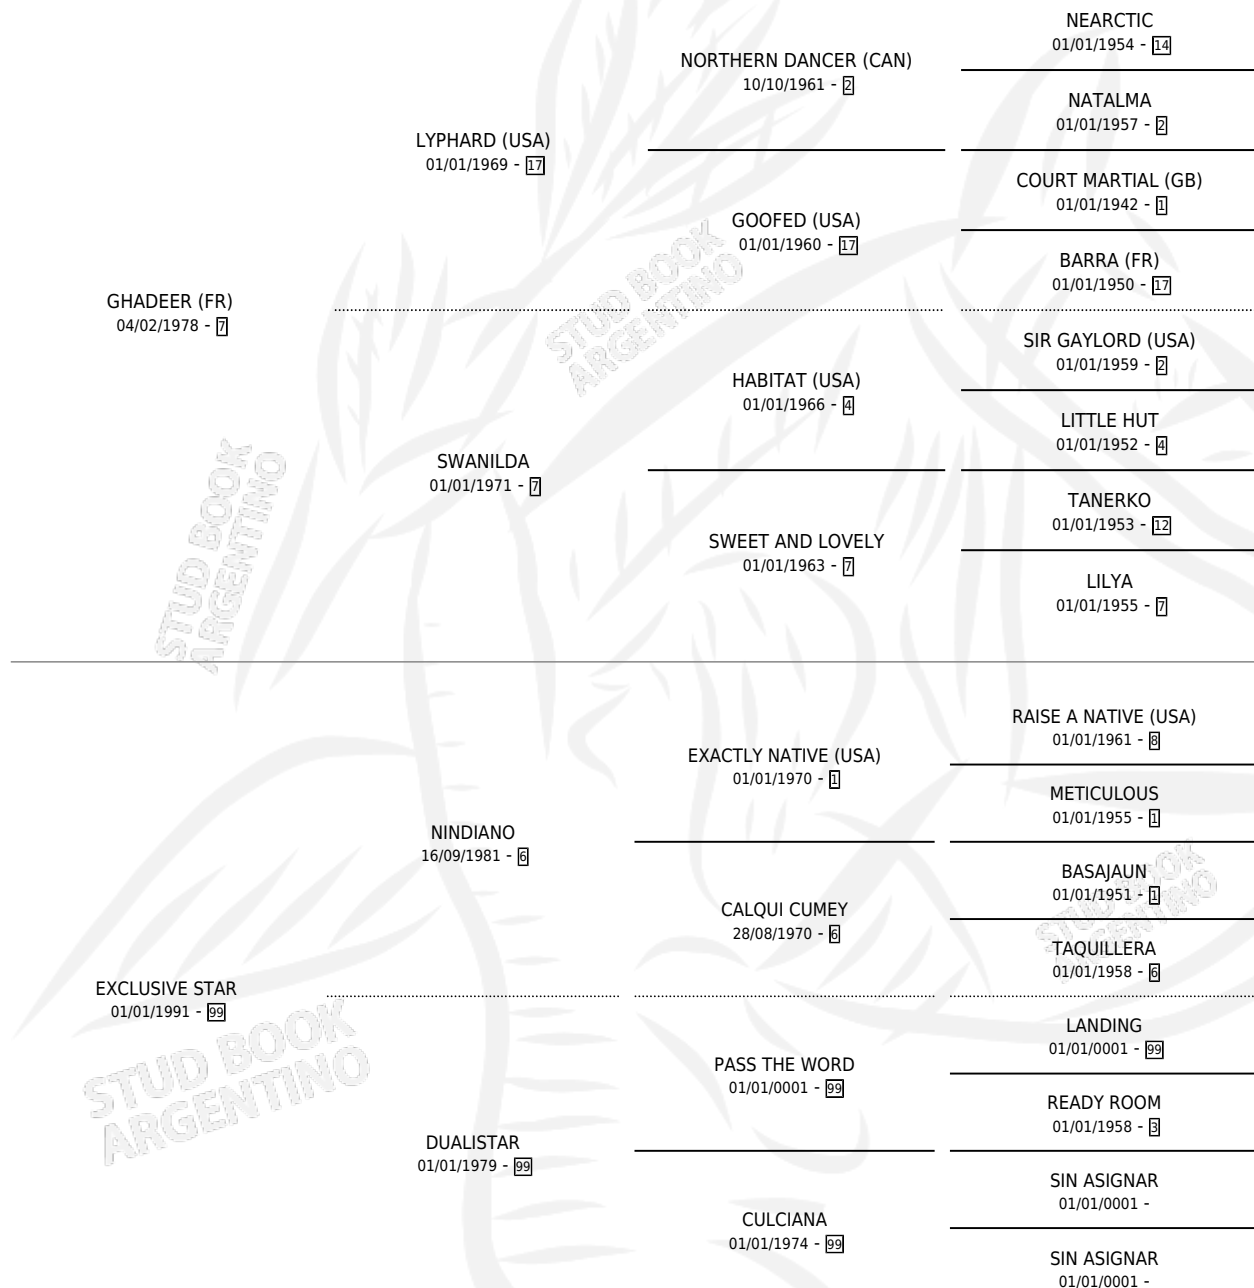 NEARCTIC
01/01/1954 - 14
NORTHERN DANCER (CAN)
10/10/1961 - 2
NATALMA
01/01/1957 - 2
LYPHARD (USA)
01/01/1969 - 17
COURT MARTIAL (GB)
01/01/1942 - 1
GOOFED (USA)
01/01/1960 - 17
BARRA (FR)
01/01/1950 - 17
GHADEER (FR)
04/02/1978 - 7
SIR GAYLORD (USA)
01/01/1959 - 2
HABITAT (USA)
01/01/1966 - 4
LITTLE HUT
01/01/1952 - 4
SWANILDA
01/01/1971 - 7
TANERKO
01/01/1953 - 12
SWEET AND LOVELY
01/01/1963 - 7
LILYA
01/01/1955 - 7
RAISE A NATIVE (USA)
01/01/1961 - 8
EXACTLY NATIVE (USA)
01/01/1970 - 1
METICULOUS
01/01/1955 - 1
NINDIANO
16/09/1981 - 6
BASAJAUN
01/01/1951 - 1
CALQUI CUMEY
28/08/1970 - 6
TAQUILLERA
01/01/1958 - 6
EXCLUSIVE STAR
01/01/1991 - 99
LANDING
01/01/0001 - 99
PASS THE WORD
01/01/0001 - 99
READY ROOM
01/01/1958 - 3
DUALISTAR
01/01/1979 - 99
SIN ASIGNAR
01/01/0001 -
CULCIANA
01/01/1974 - 99
SIN ASIGNAR
01/01/0001 -
STUD BOOK
ARGENTINO
STUD BOOK
ARGENTINO
STUD BOOK
ARGENTINO
STUD BOOK
ARGENTINO